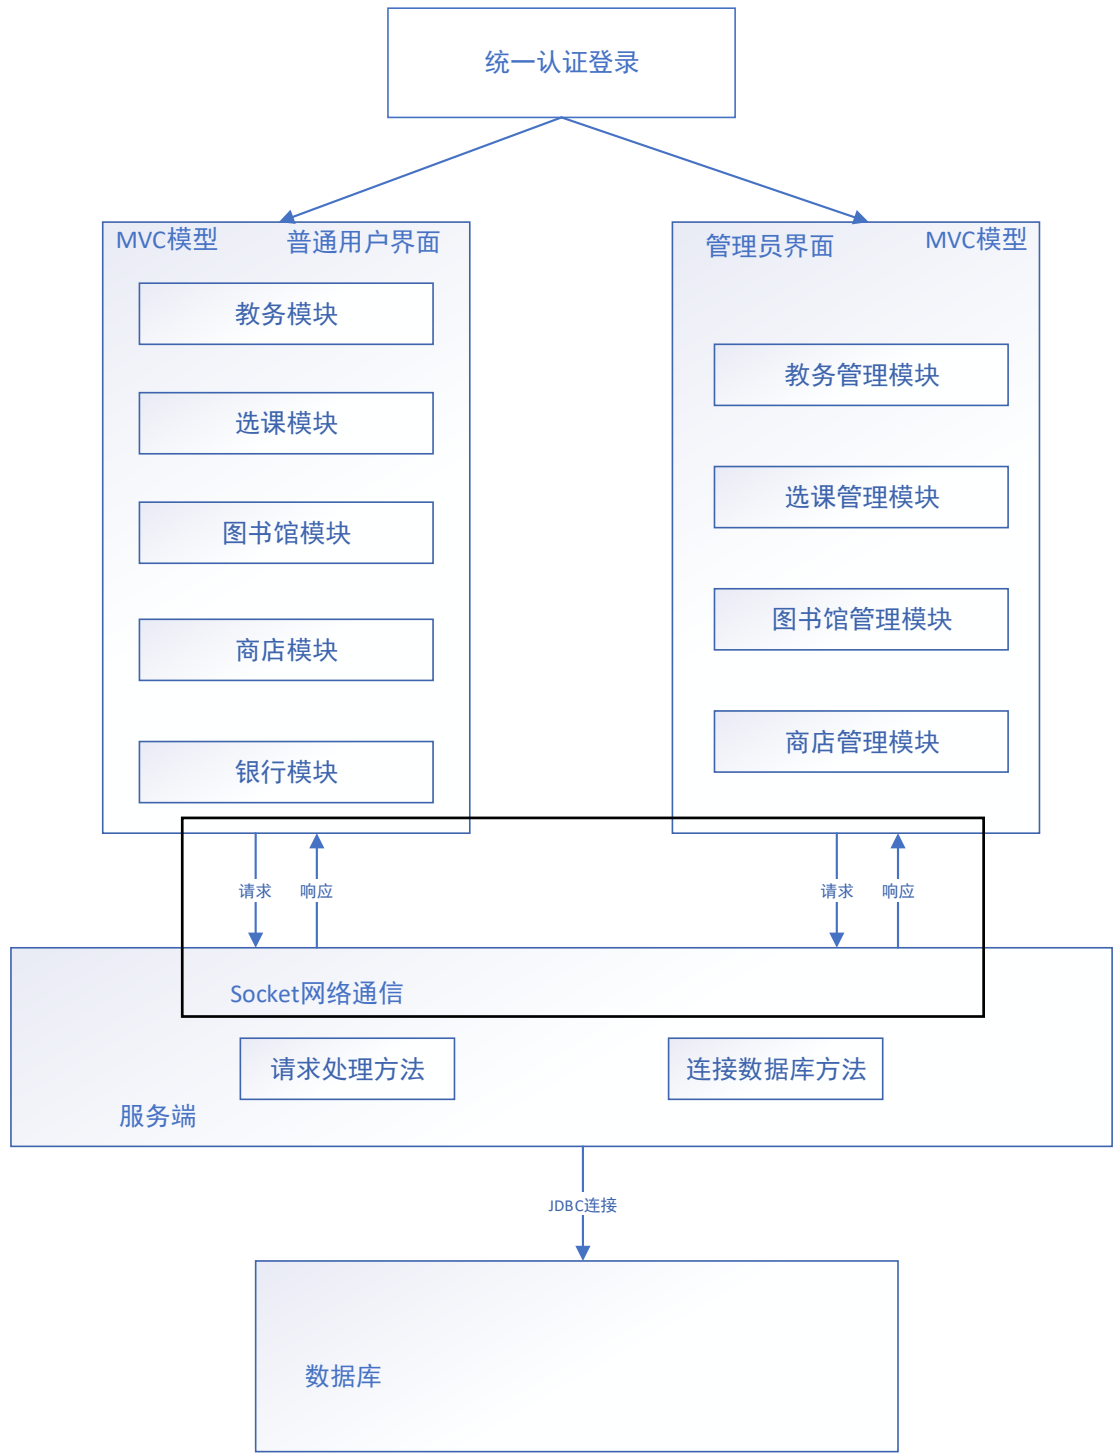 统一认证登录
MVC模型
普通用户界面
教务模块
选课模块
图书馆模块
商店模块
银行模块
管理员界面
MVC模型
教务管理模块
选课管理模块
图书馆管理模块
商店管理模块
请求
响应
请求
响应
Socket网络通信
请求处理方法
连接数据库方法
服务端
JDBC连接
数据库